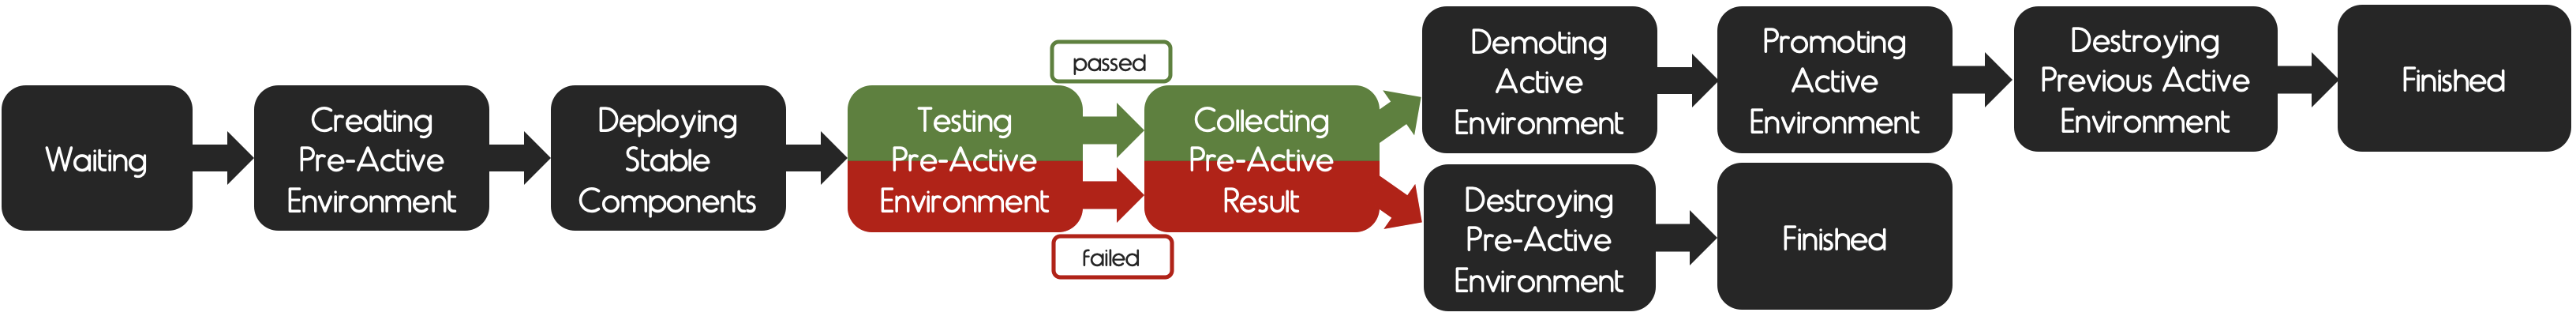 Waiting
Creating
Pre-Active
Environment
Deploying
Stable
Components
passed
Testing
Pre-Active
Environment
failed
Collecting
Pre-Active
Result
Demoting
Active
Environment
Promoting
Active
Environment
Destroying
Previous Active
Environment
Finished
Destroying
Pre-Active
Environment
Finished